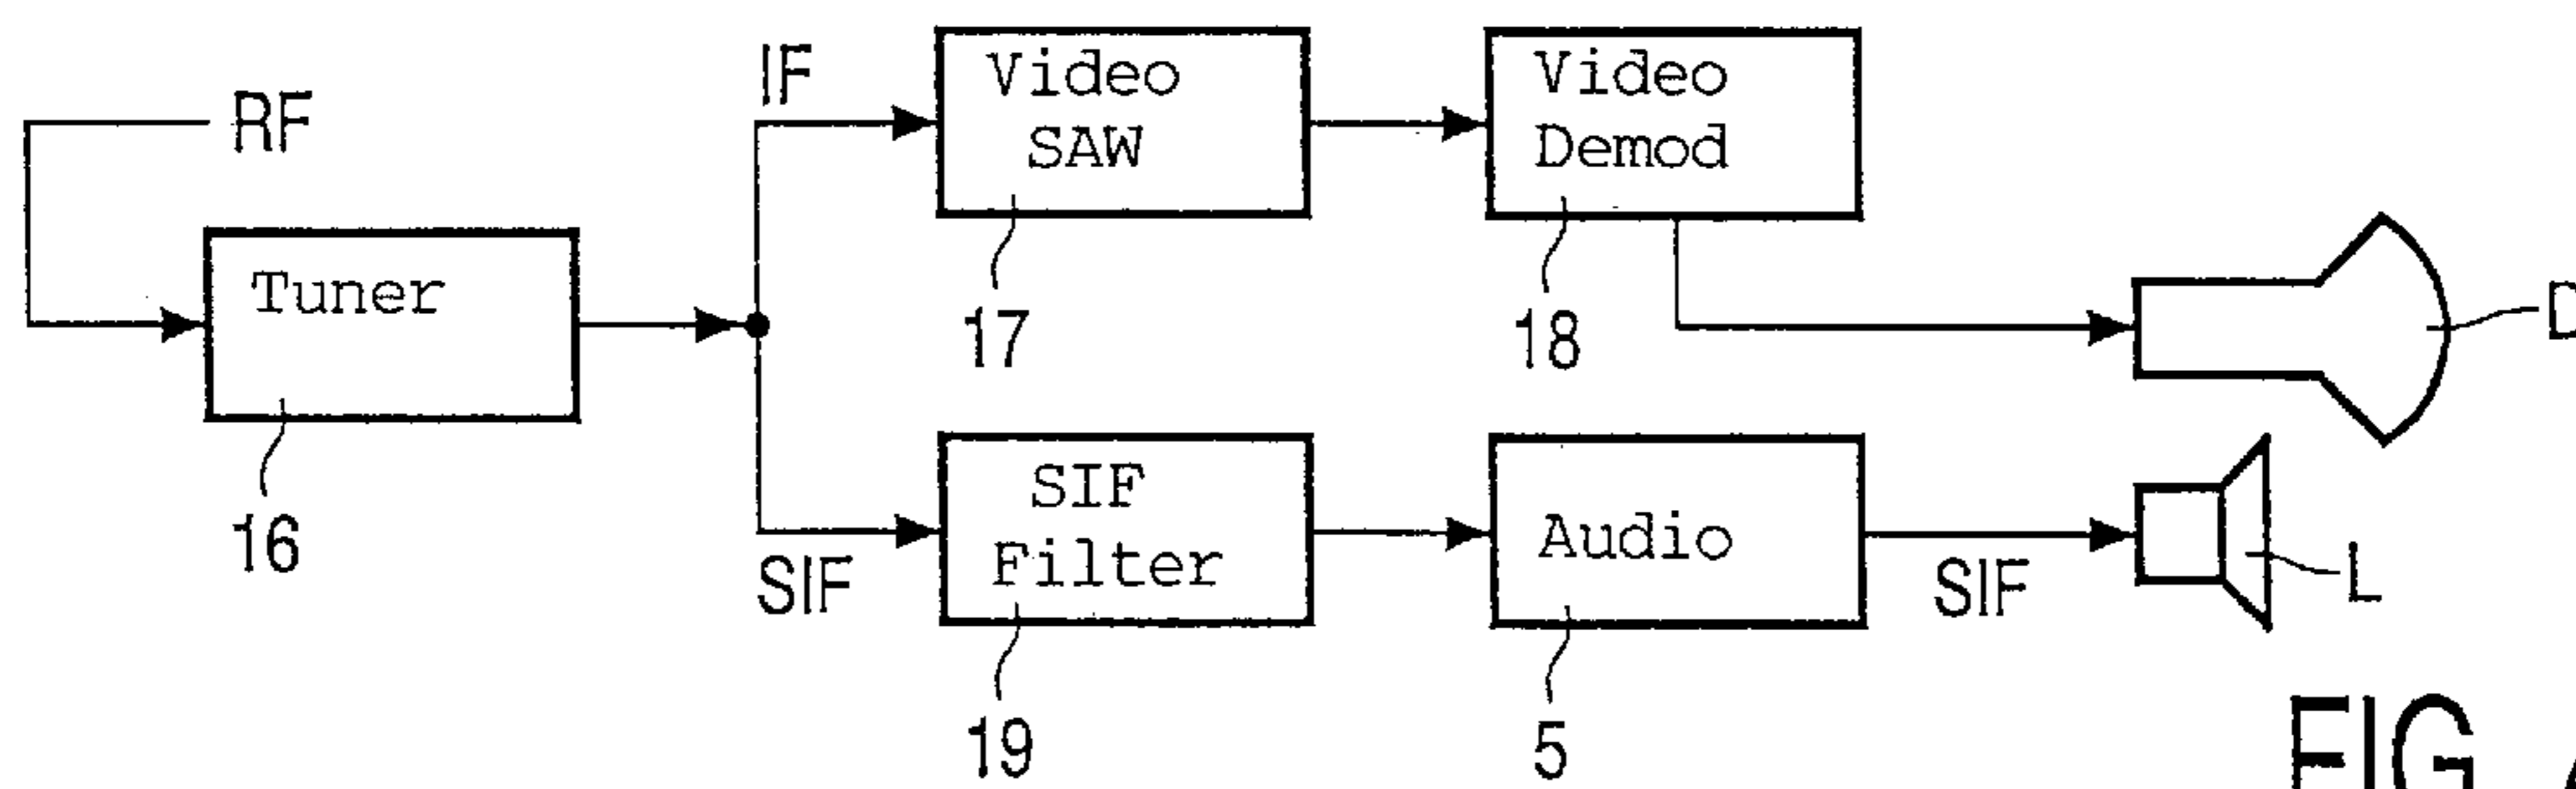 RF
Tuner
16
IF
Video
SAW
17
Video
Demod
18
D
SIF
SIF
Filter
19
Audio
5
SIF
L
FIG